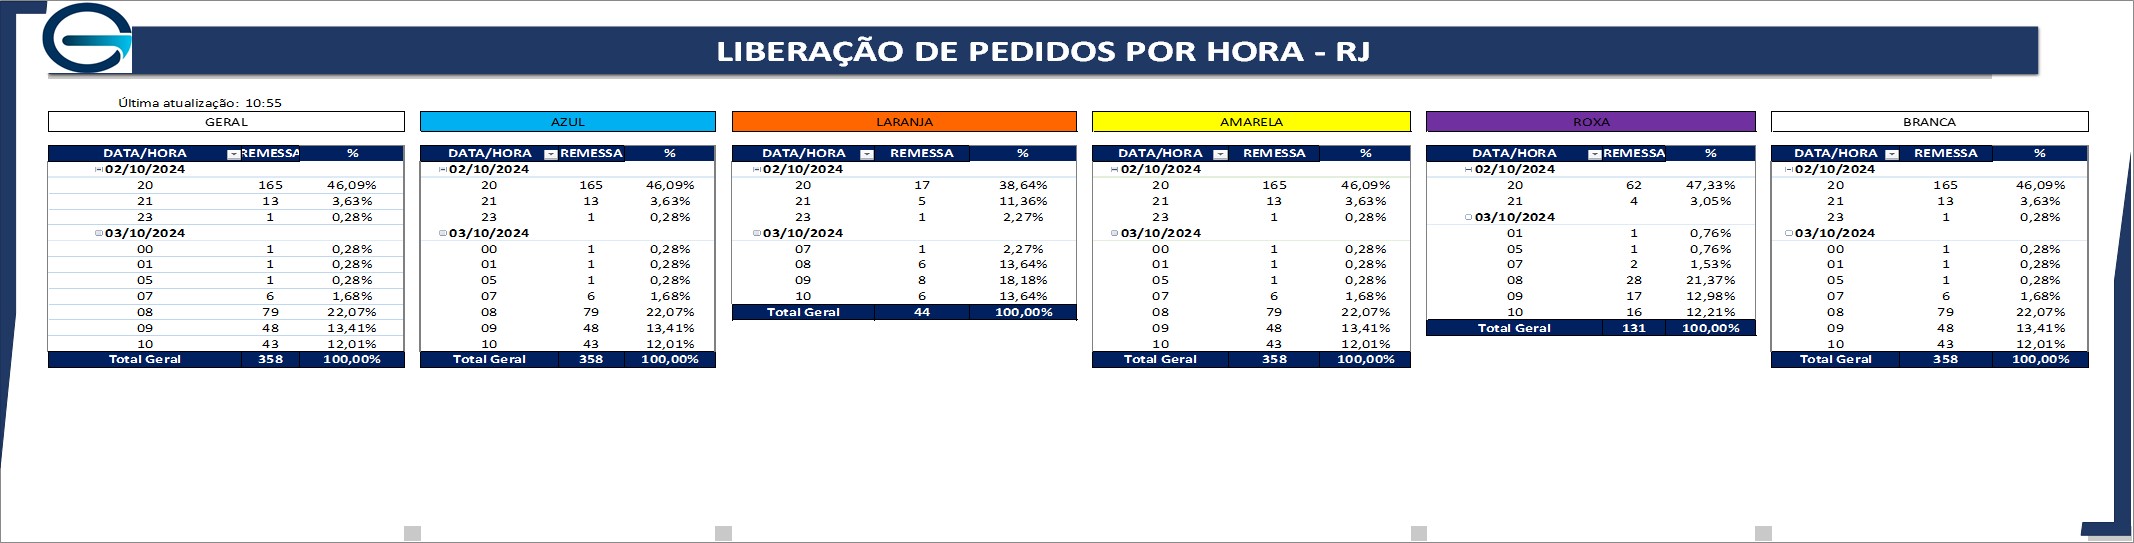 LIBERAÇÃO DE PEDIDOS POR HORA - RJ
Última atualização: 10:55
GERAL
DATA/HORA REMESSA %
02/10/2024
20 165 46,09%
21 13 3,63%
23 1 0,28%
03/10/2024
00 1 0,28%
01 1 0,28%
05 1 0,28%
07 6 1,68%
08 79 22,07%
09 48 13,41%
10 43 12,01%
Total Geral 358 100,00%
AZUL
DATA/HORA REMESSA %
02/10/2024
20 165 46,09%
21 13 3,63%
23 1 0,28%
03/10/2024
00 1 0,28%
01 1 0,28%
05 1 0,28%
07 6 1,68%
08 79 22,07%
09 48 13,41%
10 43 12,01%
Total Geral 358 100,00%
LARANJA
DATA/HORA REMESSA %
02/10/2024
20 17 38,64%
21 5 11,36%
23 1 2,27%
03/10/2024
07 1 2,27%
08 6 13,64%
09 8 18,18%
10 6 13,64%
Total Geral 44 100,00%
AMARELA
DATA/HORA REMESSA %
02/10/2024
20 165 46,09%
21 13 3,63%
23 1 0,28%
03/10/2024
00 1 0,28%
01 1 0,28%
05 1 0,28%
07 6 1,68%
08 79 22,07%
09 48 13,41%
10 43 12,01%
Total Geral 358 100,00%
ROXA
DATA/HORA REMESSA %
02/10/2024
20 62 47,33%
21 4 3,05%
03/10/2024
01 1 0,76%
05 1 0,76%
07 2 1,53%
08 28 21,37%
09 17 12,98%
10 16 12,21%
Total Geral 131 100,00%
BRANCA
DATA/HORA REMESSA %
02/10/2024
20 165 46,09%
21 13 3,63%
23 1 0,28%
03/10/2024
00 1 0,28%
01 1 0,28%
05 1 0,28%
07 6 1,68%
08 79 22,07%
09 48 13,41%
10 43 12,01%
Total Geral 358 100,00%